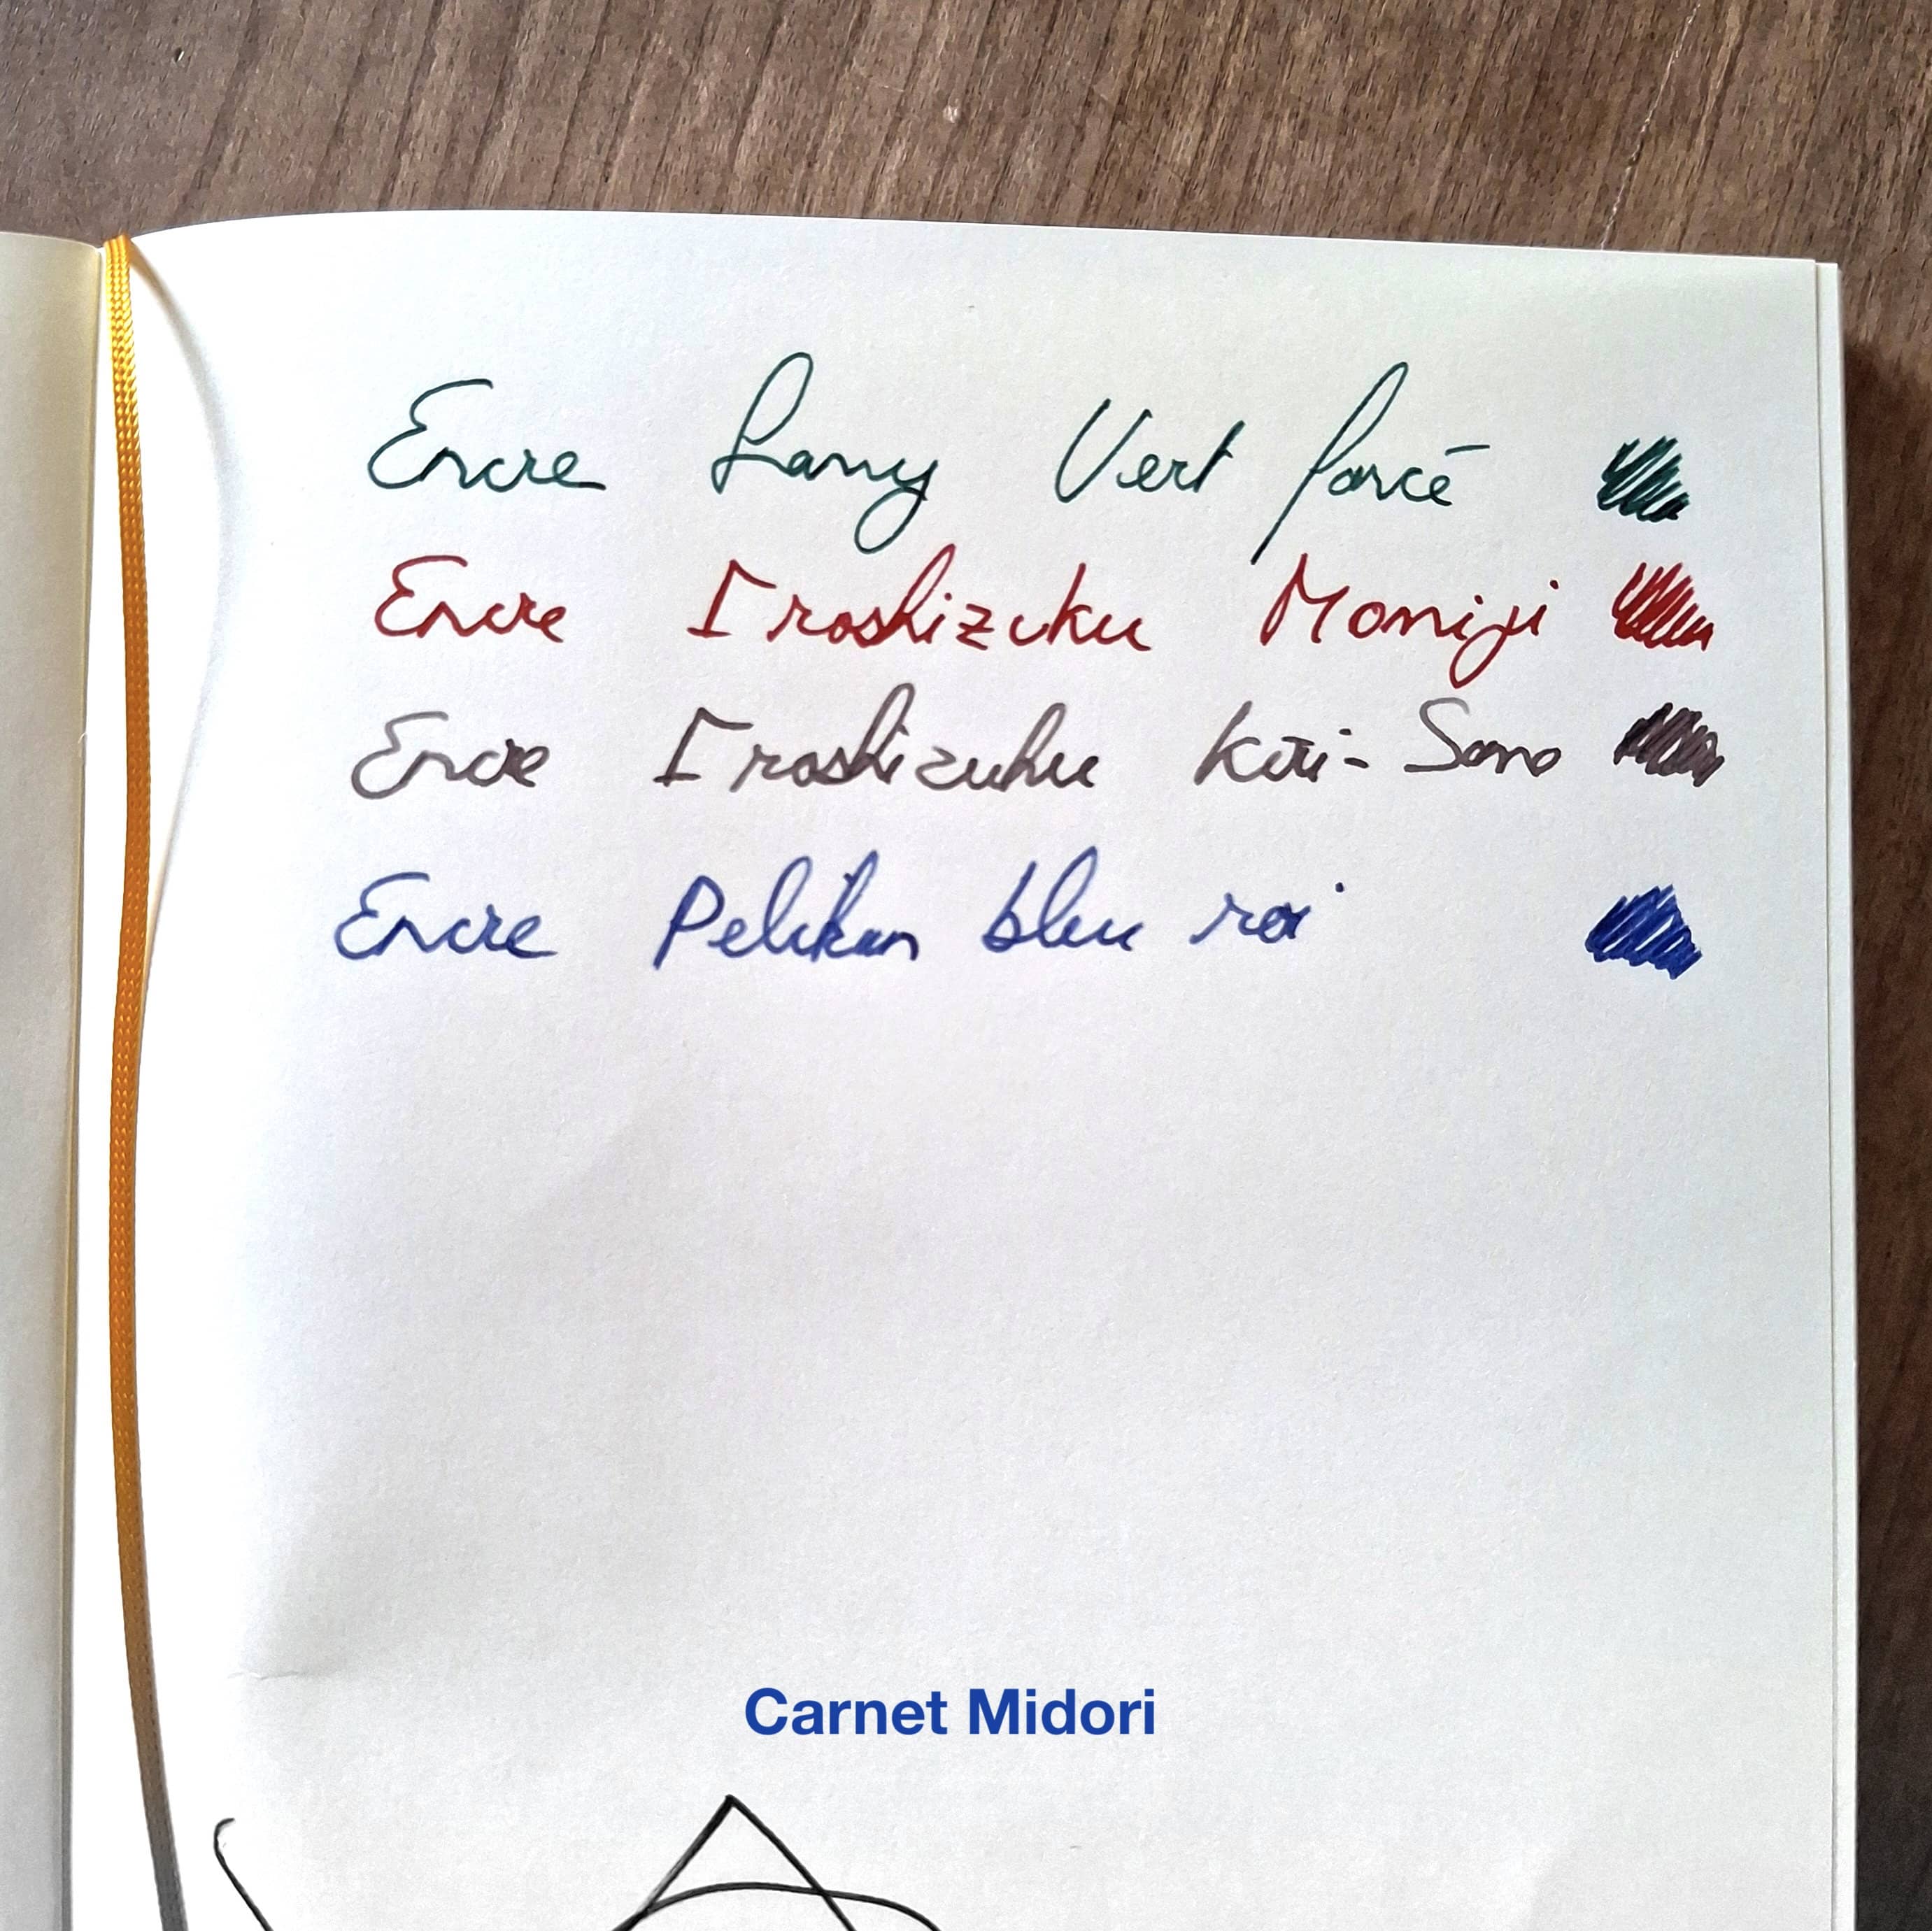 Encre Lamy Vert foncé
Encre Iroshizuku Momiji
Encre Iroshizuku Kiri-Same
Encre Pelikan bleu roi
Carnet Midori